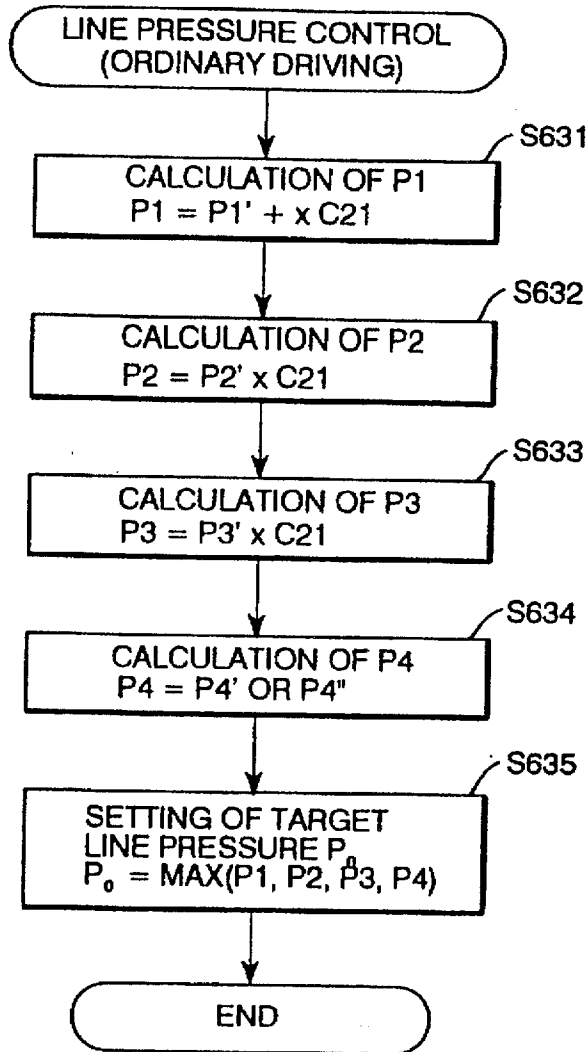 LINE PRESSURE CONTROL
(ORDINARY DRIVING)
S631
CALCULATION OF P1
P1 = P1' + x C21
S632
CALCULATION OF P2
P2 = P2' x C21
S633
CALCULATION OF P3
P3 = P3' x C21
S634
CALCULATION OF P4
P4 = P4' OR P4"
S635
SETTING OF TARGET
LINE PRESSURE P₀
P₀ = MAX(P1, P2, P3, P4)
END